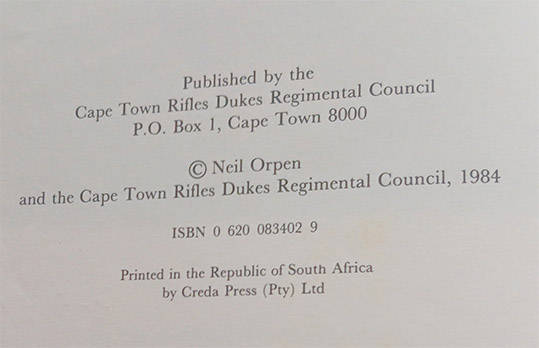 Published by the
Cape Town Rifles Dukes Regimental Council
P.O. Box 1, Cape Town 8000
© Neil Orpen
and the Cape Town Rifles Dukes Regimental Council, 1984
ISBN 0 620 083402 9
Printed in the Republic of South Africa
by Creda Press (Pty) Ltd